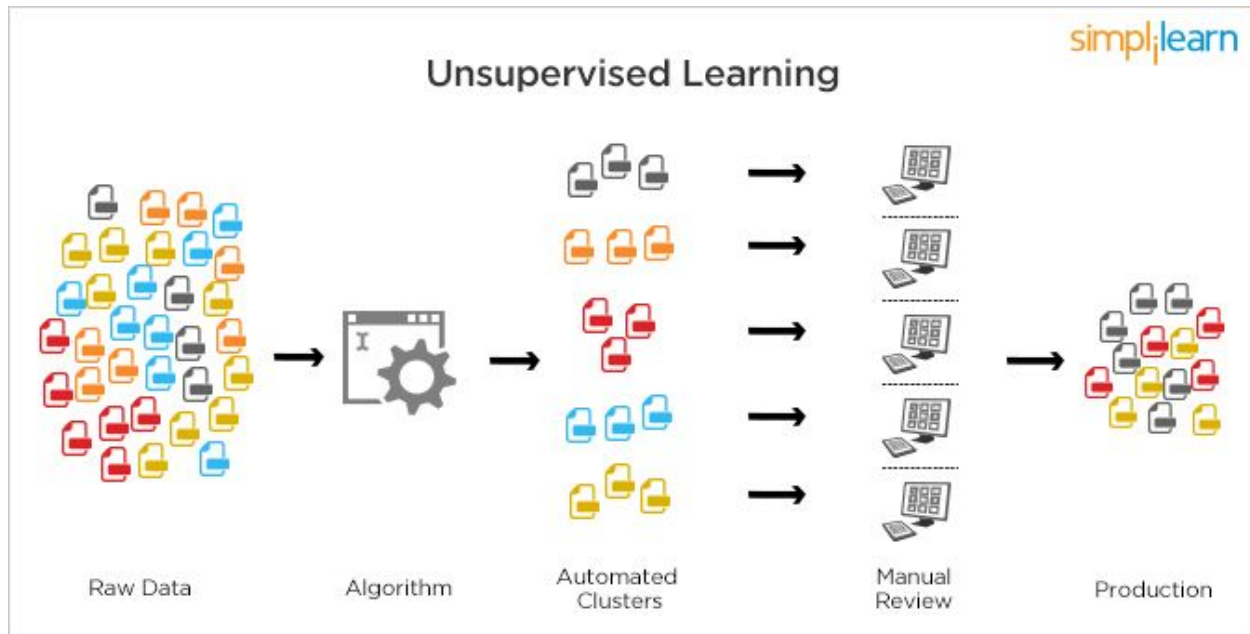 simplilearn
Unsupervised Learning
Raw Data
Algorithm
Automated
Clusters
Manual
Review
Production